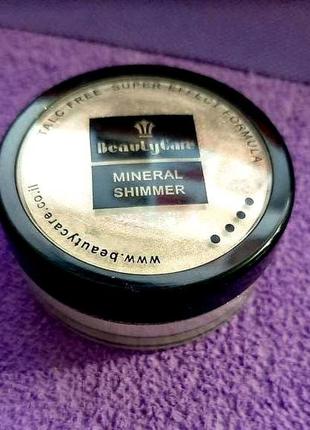 TALC FREE SUPER EFFECT FORMULA
BeautyCare
MINERAL
SHIMMER
www.beautycare.co.il